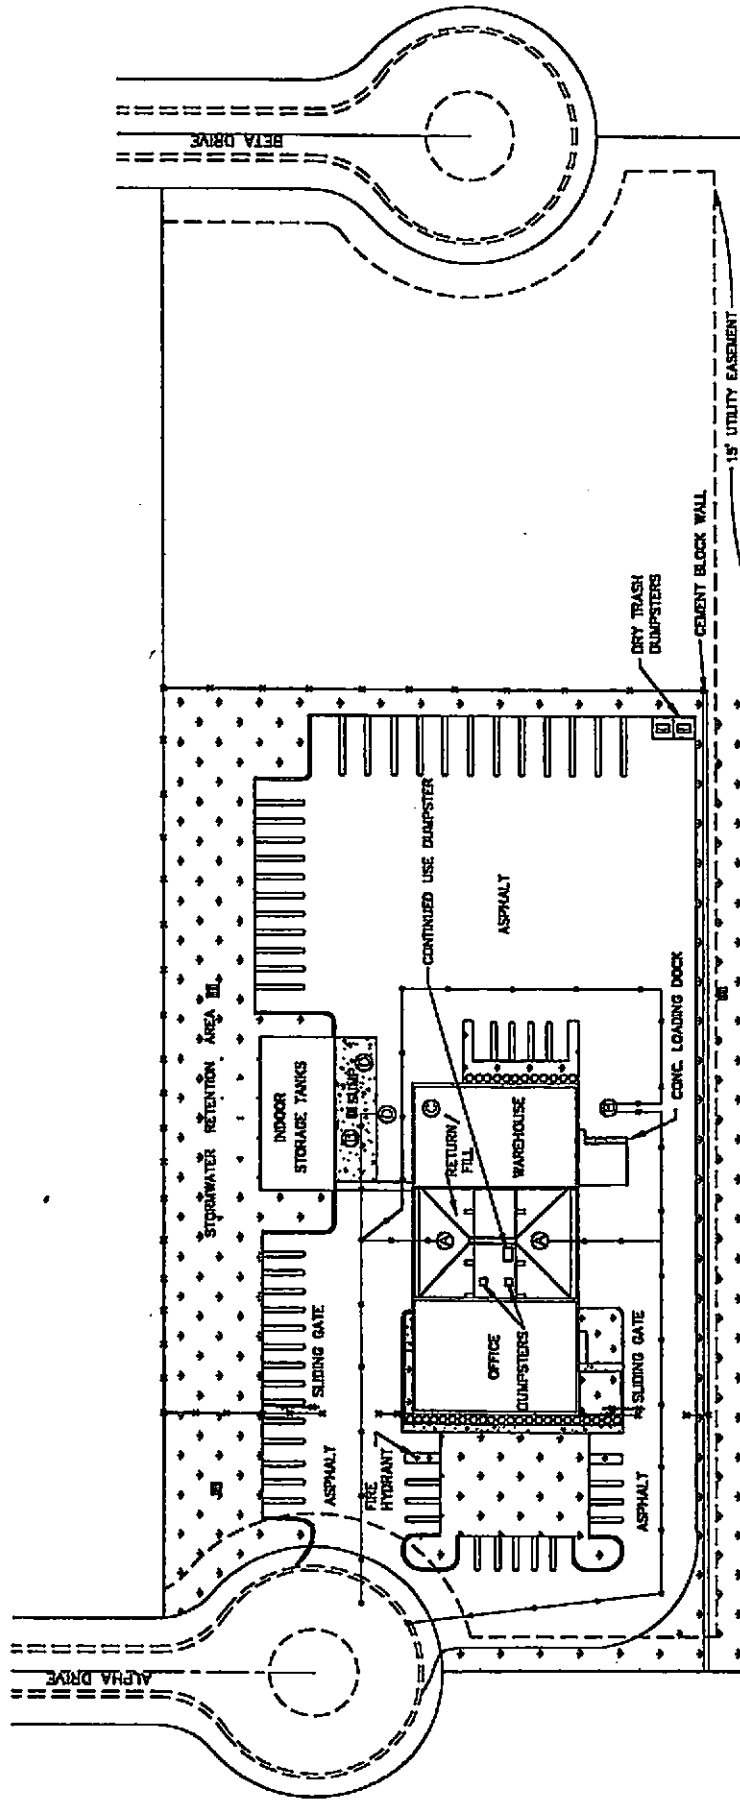 BETA DRIVE
15' UTILITY EASEMENT
CEMENT BLOCK WALL
DRY TRASH
DUMPSTERS
CONTINUED USE DUMPSTER
ASPHALT
CONC. LOADING DOCK
STORMWATER RETENTION AREA
INDOOR
STORAGE TANKS
SUMP
B
D
D
C
H
RETURN/
FILL
WAREHOUSE
A
A
OFFICE
DUMPSTERS
SLIDING GATE
SLIDING GATE
FIRE
HYDRANT
ASPHALT
ASPHALT
ALPHA DRIVE